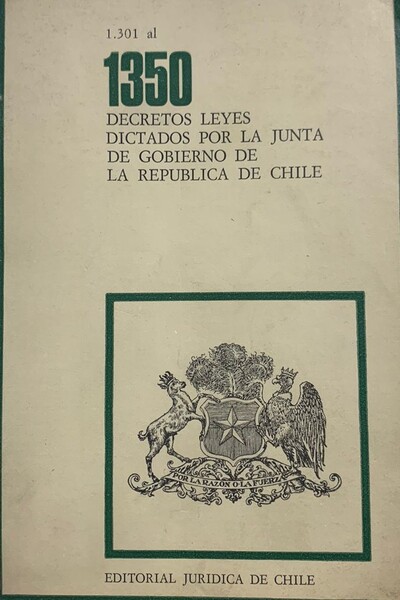 1.301 al
1350
DECRETOS LEYES
DICTADOS POR LA JUNTA
DE GOBIERNO DE
LA REPUBLICA DE CHILE
POR LA RAZON O LA FUERZA
EDITORIAL JURIDICA DE CHILE